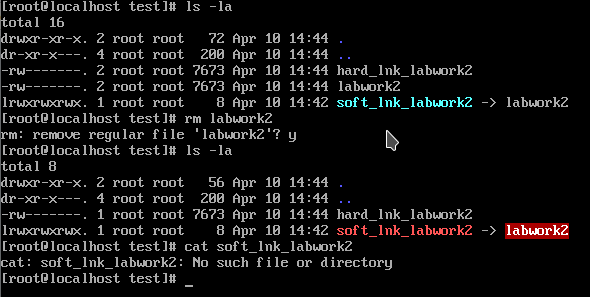 [root@localhost test]# ls -la
total 16
drwxr-xr-x. 2 root root   72 Apr 10 14:44 .
dr-xr-x---. 4 root root  200 Apr 10 14:44 ..
-rw-------. 2 root root 7673 Apr 10 14:44 hard_lnk_labwork2
-rw-------. 2 root root 7673 Apr 10 14:44 labwork2
lrwxrwxrwx. 1 root root    8 Apr 10 14:42 soft_lnk_labwork2 -> labwork2
[root@localhost test]# rm labwork2
rm: remove regular file 'labwork2'? y
[root@localhost test]# ls -la
total 8
drwxr-xr-x. 2 root root   56 Apr 10 14:44 .
dr-xr-x---. 4 root root  200 Apr 10 14:44 ..
-rw-------. 1 root root 7673 Apr 10 14:44 hard_lnk_labwork2
lrwxrwxrwx. 1 root root    8 Apr 10 14:42 soft_lnk_labwork2 -> labwork2
[root@localhost test]# cat soft_lnk_labwork2
cat: soft_lnk_labwork2: No such file or directory
[root@localhost test]# _